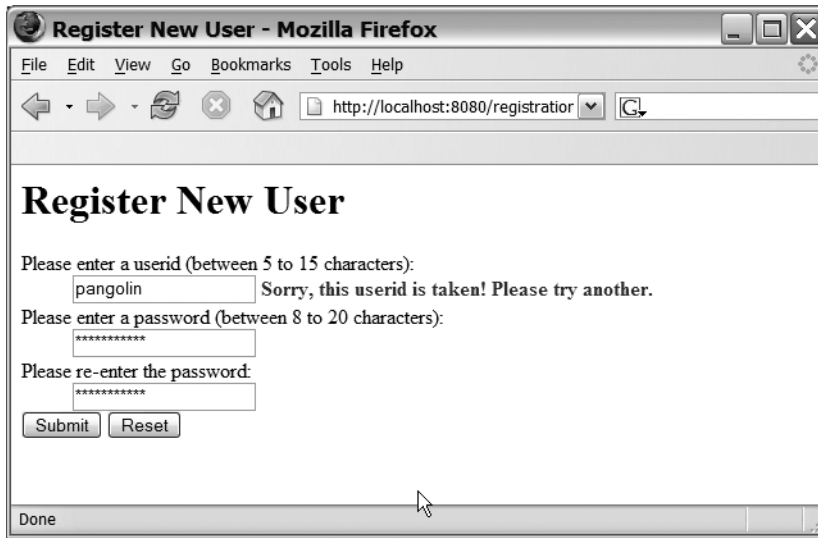 Register New User - Mozilla Firefox
File Edit View Go Bookmarks Tools Help
http://localhost:8080/registration
G
Register New User
Please enter a userid (between 5 to 15 characters):
pangolin Sorry, this userid is taken! Please try another.
Please enter a password (between 8 to 20 characters):
***********
Please re-enter the password:
***********
Submit Reset
Done